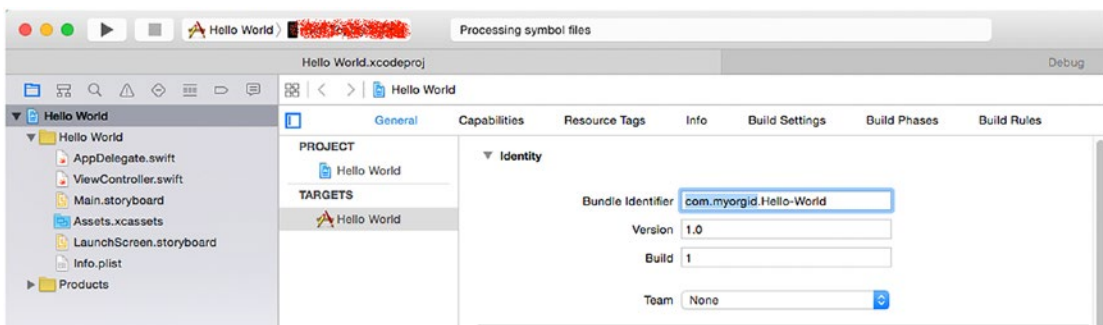 Hello World
Processing symbol files
Hello World.xcodeproj
Debug
Hello World
General
Capabilities
Resource Tags
Info
Build Settings
Build Phases
Build Rules
Hello World
Hello World
AppDelegate.swift
ViewController.swift
Main.storyboard
Assets.xcassets
LaunchScreen.storyboard
Info.plist
Products
PROJECT
Hello World
TARGETS
Hello World
Identity
Bundle Identifier com.myorgid.Hello-World
Version 1.0
Build 1
Team None